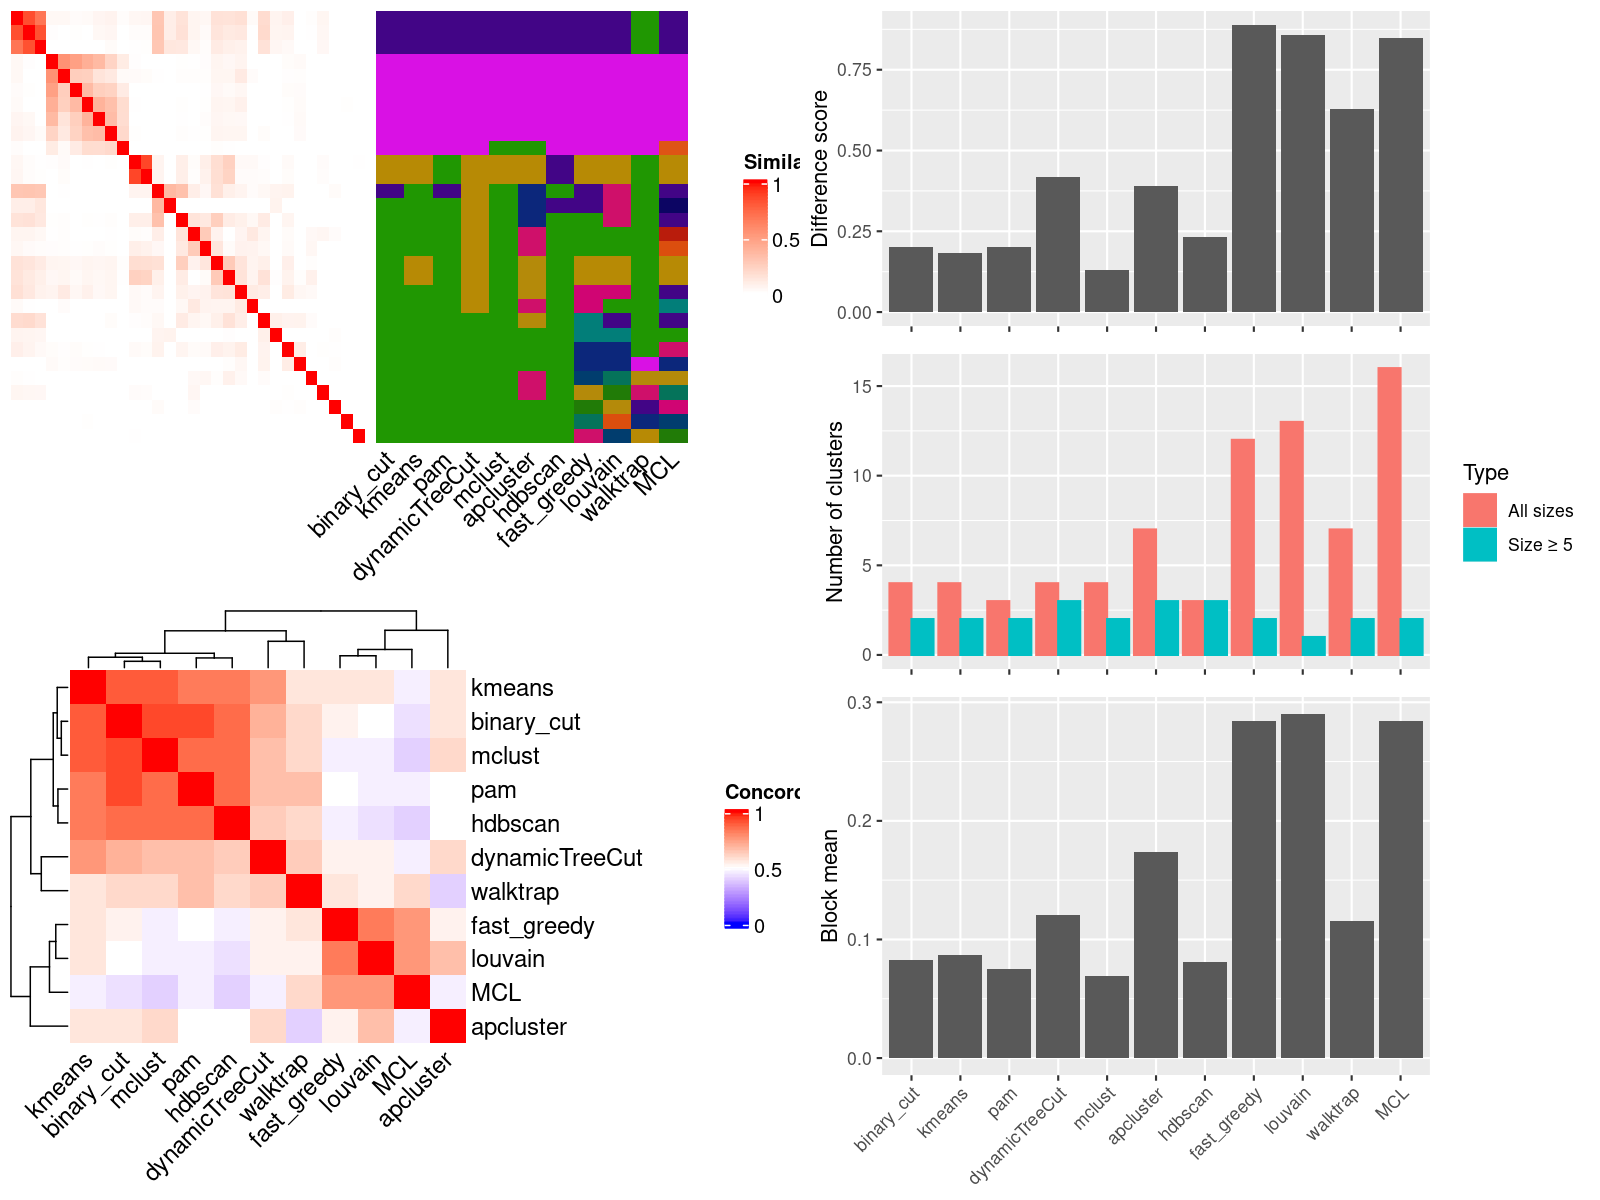 Simila
1
0.5
0
binary_cut
kmeans
pam
dynamicTreeCut
mclust
apcluster
hdbscan
fast_greedy
louvain
walktrap
MCL
kmeans
binary_cut
mclust
pam
hdbscan
dynamicTreeCut
walktrap
fast_greedy
louvain
MCL
apcluster
kmeans
binary_cut
mclust
pam
hdbscan
dynamicTreeCut
walktrap
fast_greedy
louvain
MCL
apcluster
Concord
1
0.5
0
Difference score
0.75
0.50
0.25
0.00
Number of clusters
15
10
5
0
Type
All sizes
Size ≥ 5
Block mean
0.3
0.2
0.1
0.0
binary_cut
kmeans
pam
dynamicTreeCut
mclust
apcluster
hdbscan
fast_greedy
louvain
walktrap
MCL